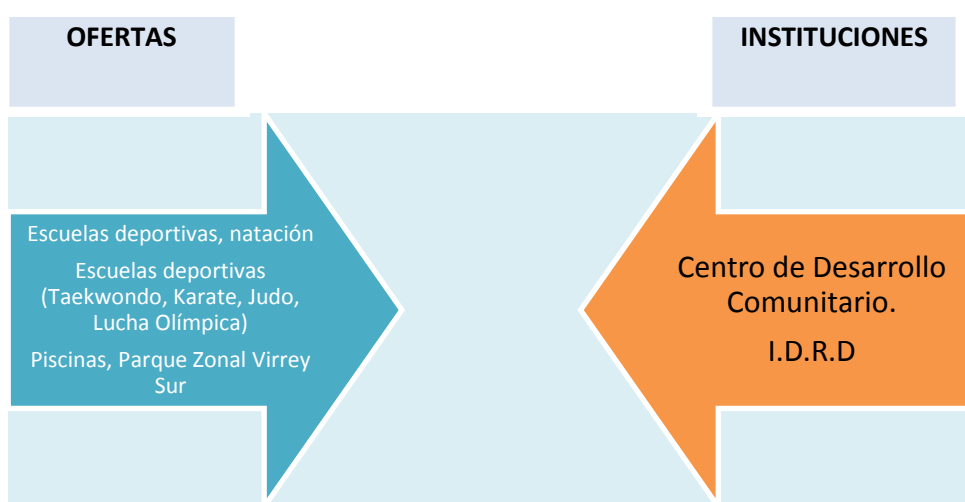 OFERTAS
INSTITUCIONES
Escuelas deportivas, natación
Escuelas deportivas
(Taekwondo, Karate, Judo,
Lucha Olímpica)
Piscinas, Parque Zonal Virrey
Sur
Centro de Desarrollo
Comunitario.
I.D.R.D